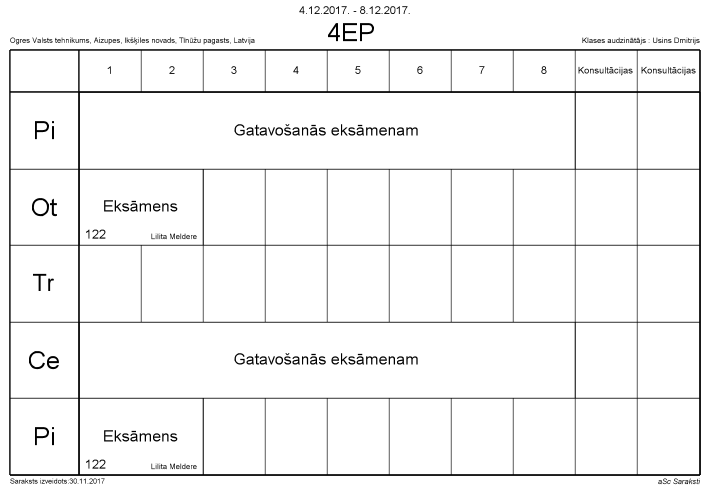 4.12.2017. - 8.12.2017.
Ogres Valsts tehnikums, Aizupes, Ikšķiles novads, Tīnūžu pagasts, Latvija
4EP
Klases audzinātājs : Usins Dmitrijs
1 2 3 4 5 6 7 8 Konsultācijas Konsultācijas
Pi Gatavošanās eksāmenam
Ot Eksāmens
122 Lilita Meldere
Tr
Ce Gatavošanās eksāmenam
Pi Eksāmens
122 Lilita Meldere
Saraksts izveidots:30.11.2017 aSc Saraksti